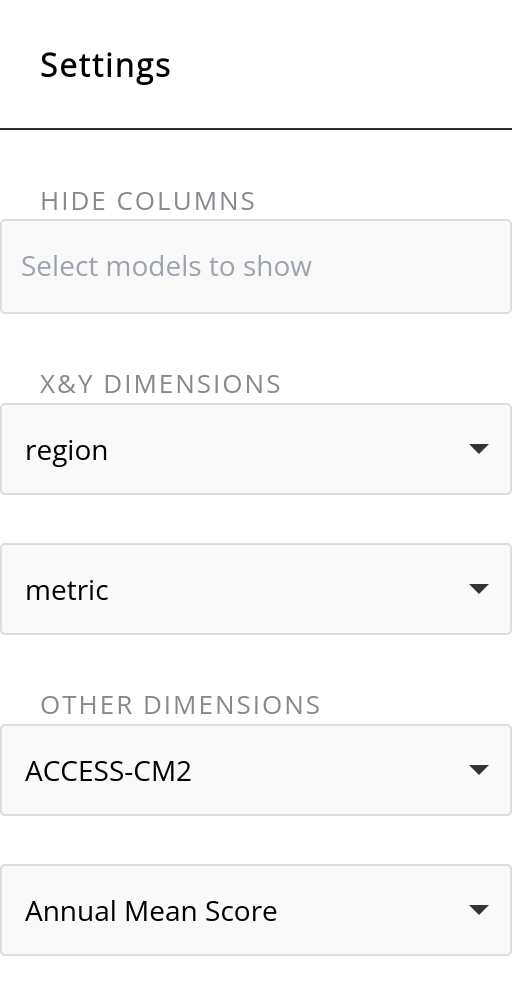 Settings
HIDE COLUMNS
Select models to show
X&Y DIMENSIONS
region
metric
OTHER DIMENSIONS
ACCESS-CM2
Annual Mean Score